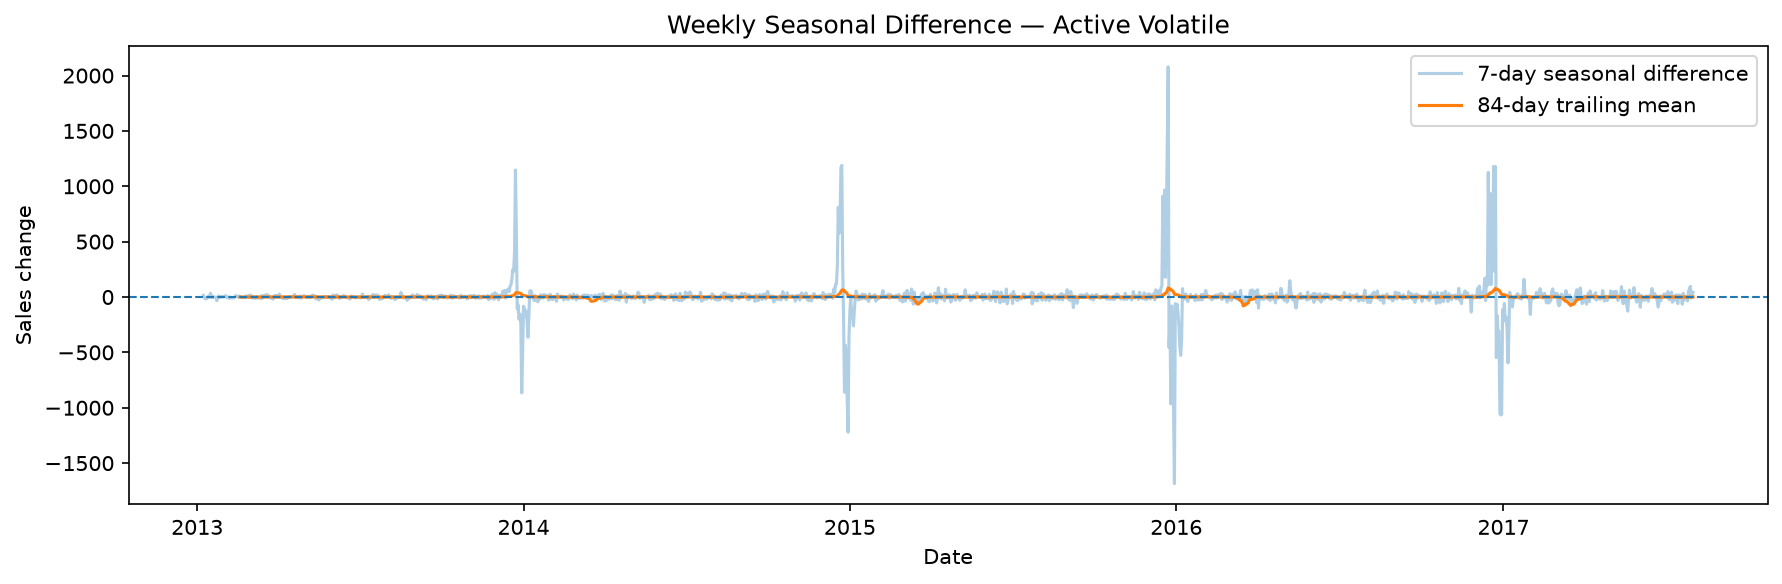 Weekly Seasonal Difference — Active Volatile
7-day seasonal difference
84-day trailing mean
Sales change
2000
1500
1000
500
0
−500
−1000
−1500
2013
2014
2015
2016
2017
Date